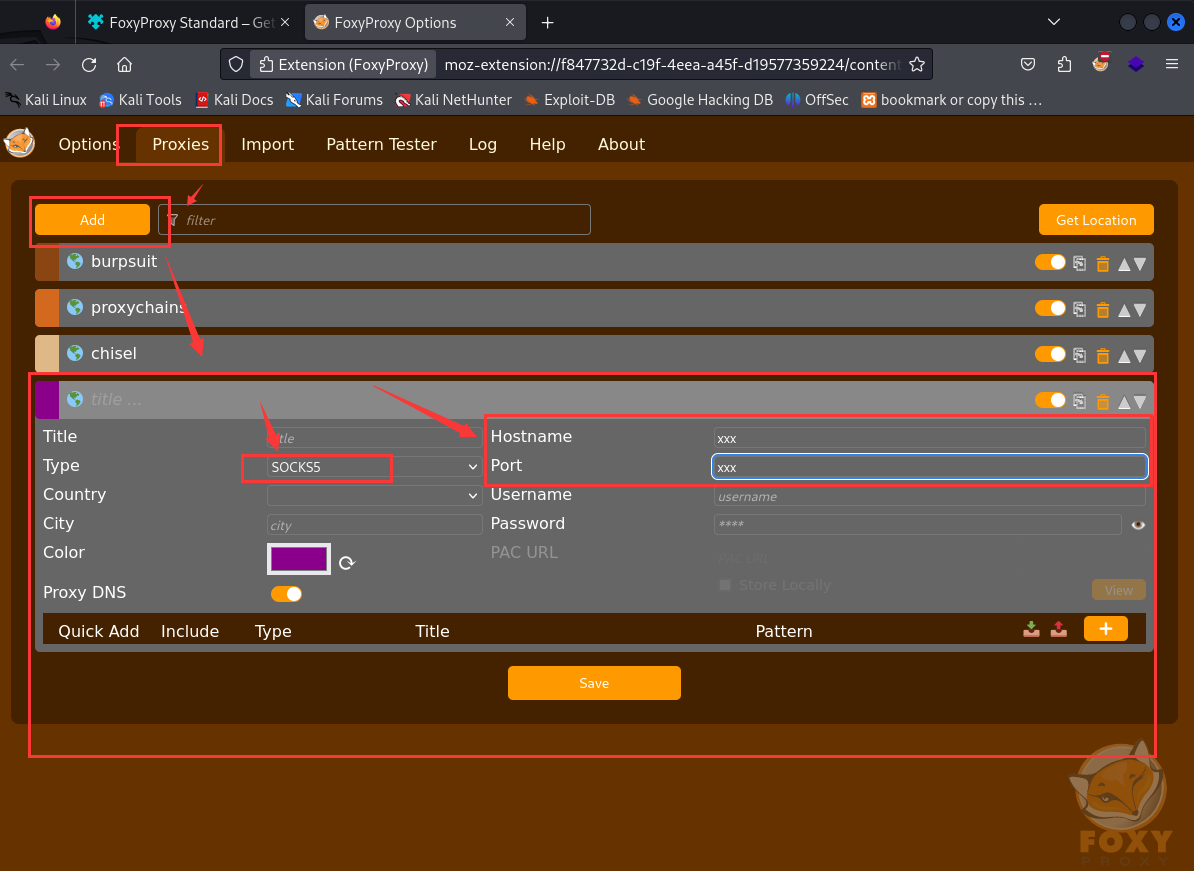 FoxyProxy Standard – Get
FoxyProxy Options
Extension (FoxyProxy)
moz-extension://f847732d-c19f-4eea-a45f-d19577359224/content
Kali Linux
Kali Tools
Kali Docs
Kali Forums
Kali NetHunter
Exploit-DB
Google Hacking DB
OffSec
bookmark or copy this …
Options
Proxies
Import
Pattern Tester
Log
Help
About
Add
filter
Get Location
burpsuit
proxychains
chisel
title ...
Title
title
Hostname
xxx
Type
SOCKS5
Port
xxx
Country
Username
username
City
city
Password
****
Color
PAC URL
PAC URL
Store Locally
Proxy DNS
View
Quick Add
Include
Type
Title
Pattern
+
Save
FOXY
PROXY